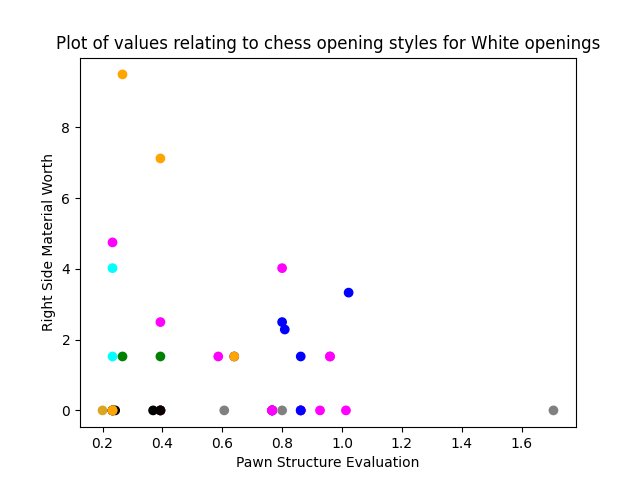 Plot of values relating to chess opening styles for White openings
8
6
4
2
0
Right Side Material Worth
0.2 0.4 0.6 0.8 1.0 1.2 1.4 1.6
Pawn Structure Evaluation